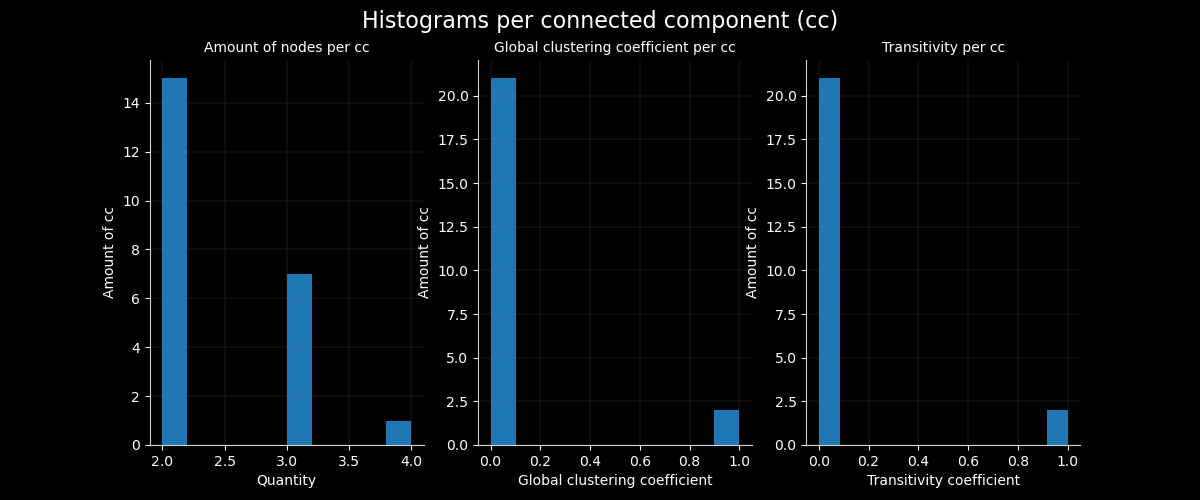 Histograms per connected component (cc)
Amount of nodes per cc
Amount of cc
14
12
10
8
6
4
2
0
2.0 2.5 3.0 3.5 4.0
Quantity
Global clustering coefficient per cc
Amount of cc
20.0
17.5
15.0
12.5
10.0
7.5
5.0
2.5
0.0
0.0 0.2 0.4 0.6 0.8 1.0
Global clustering coefficient
Transitivity per cc
Amount of cc
20.0
17.5
15.0
12.5
10.0
7.5
5.0
2.5
0.0
0.0 0.2 0.4 0.6 0.8 1.0
Transitivity coefficient